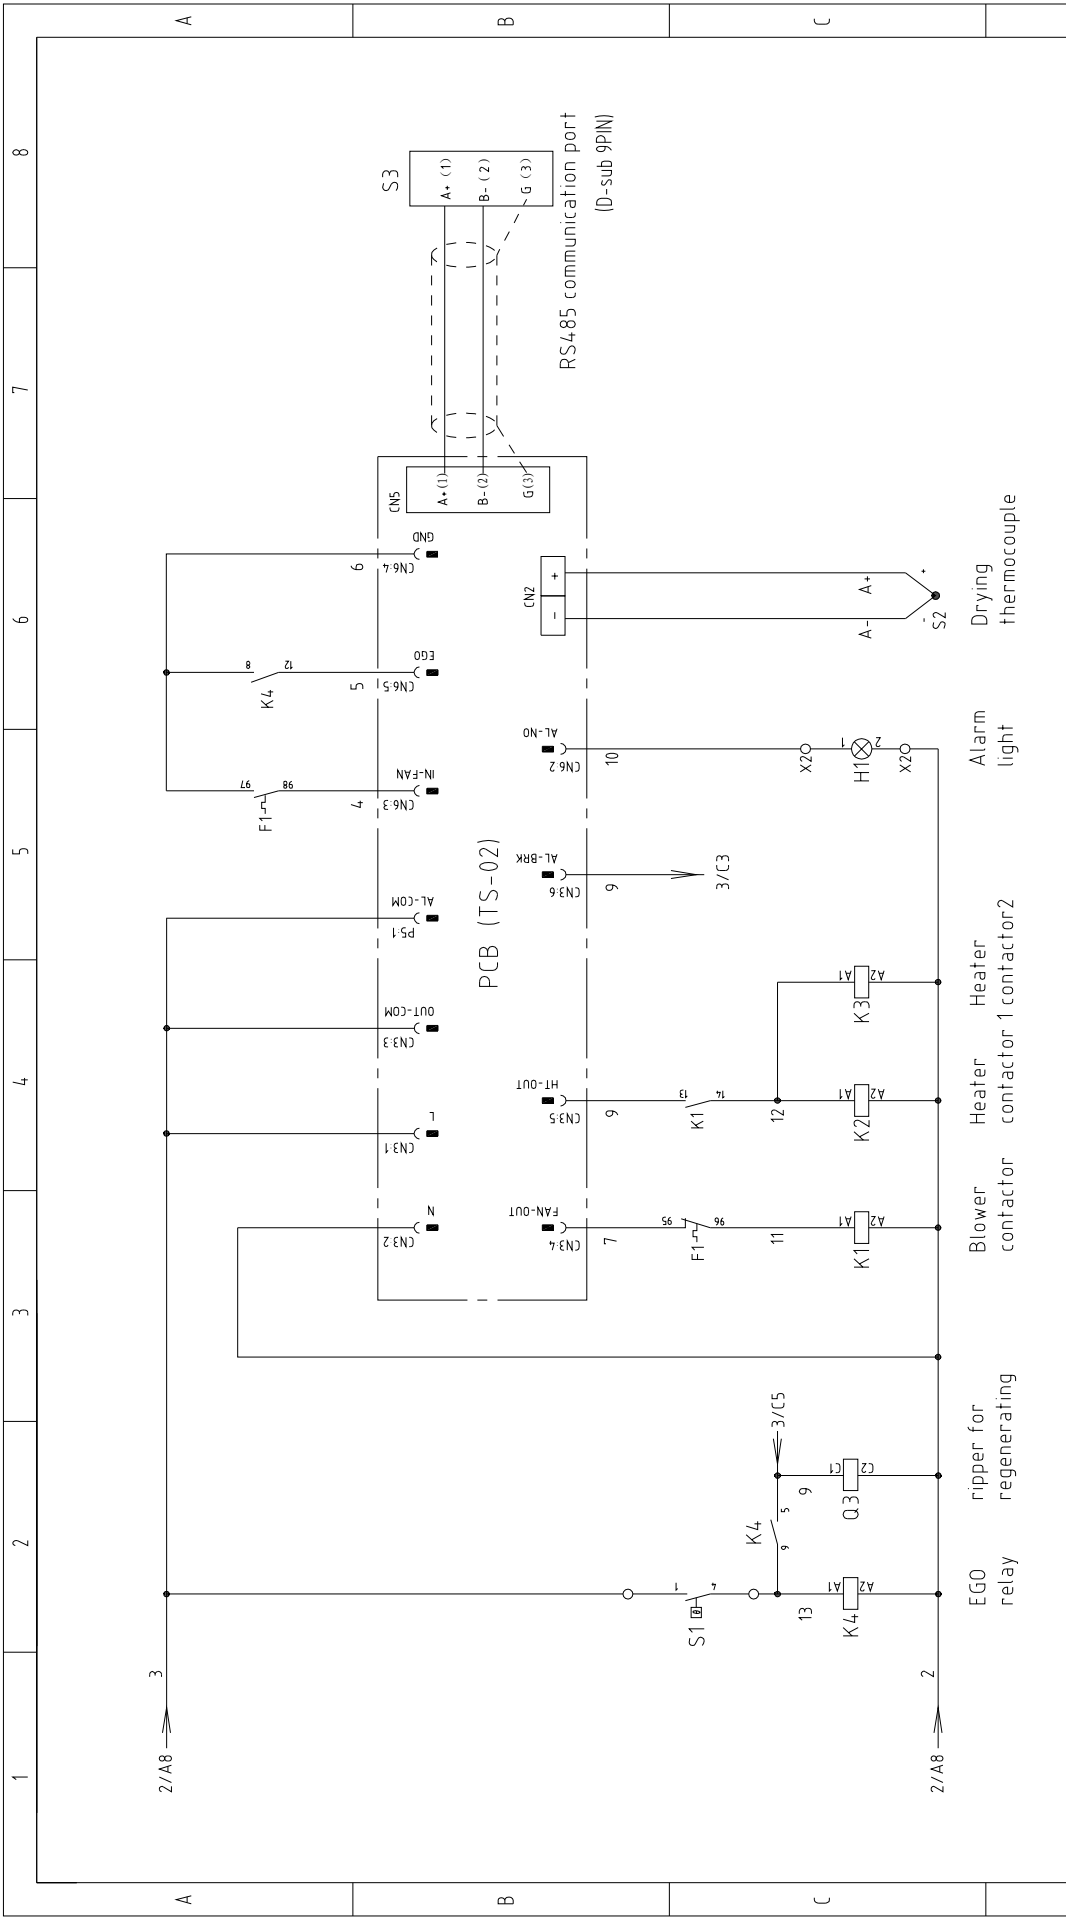 1
2
3
4
5
6
7
8
A
B
C
A
B
C
2/A8
3
2/A8
2
S1
1
4
13
K4
A1
A2
K4
9
5
3/C5
9
Q3
C1
C2
EGO
relay
ripper for
regenerating
N
CN3:2
L
CN3:1
OUT-COM
CN3:3
AL-COM
P5:1
F1
97
98
4
IN-FAN
CN6:3
K4
8
12
5
EGO
CN6:5
6
GND
CN6:4
PCB (TS-02)
FAN-OUT
CN3:4
7
F1
95
96
11
K1
A1
A2
HT-OUT
CN3:5
9
K1
13
14
12
K2
A1
A2
K3
A1
A2
AL-BRK
CN3:6
9
3/C3
AL-NO
CN6:2
10
X2
H1
1
2
X2
CN2
-
+
A-
A+
-
+
S2
CN5
A+(1)
B-(2)
G(3)
S3
A+ (1)
B- (2)
G (3)
RS485 communication port
(D-sub 9PIN)
Blower
contactor
Heater
contactor 1
Heater
contactor2
Alarm
light
Drying
thermocouple